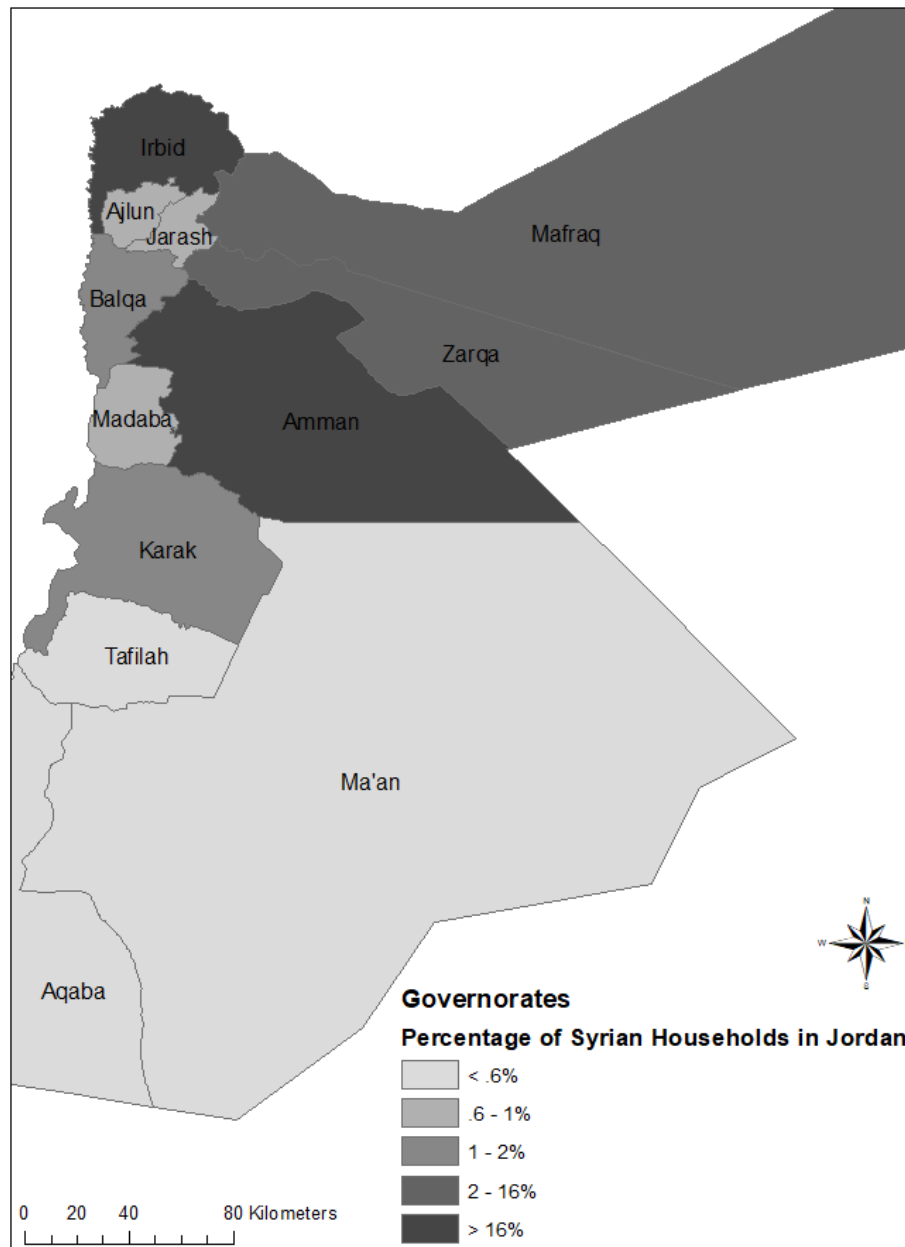 Irbid
Ajlun
Jarash
Mafraq
Balqa
Zarqa
Madaba
Amman
Karak
Tafilah
Ma'an
N
W
S
Aqaba
Governorates
Percentage of Syrian Households in Jordan
< .6%
.6 - 1%
1 - 2%
2 - 16%
> 16%
0 20 40 80 Kilometers